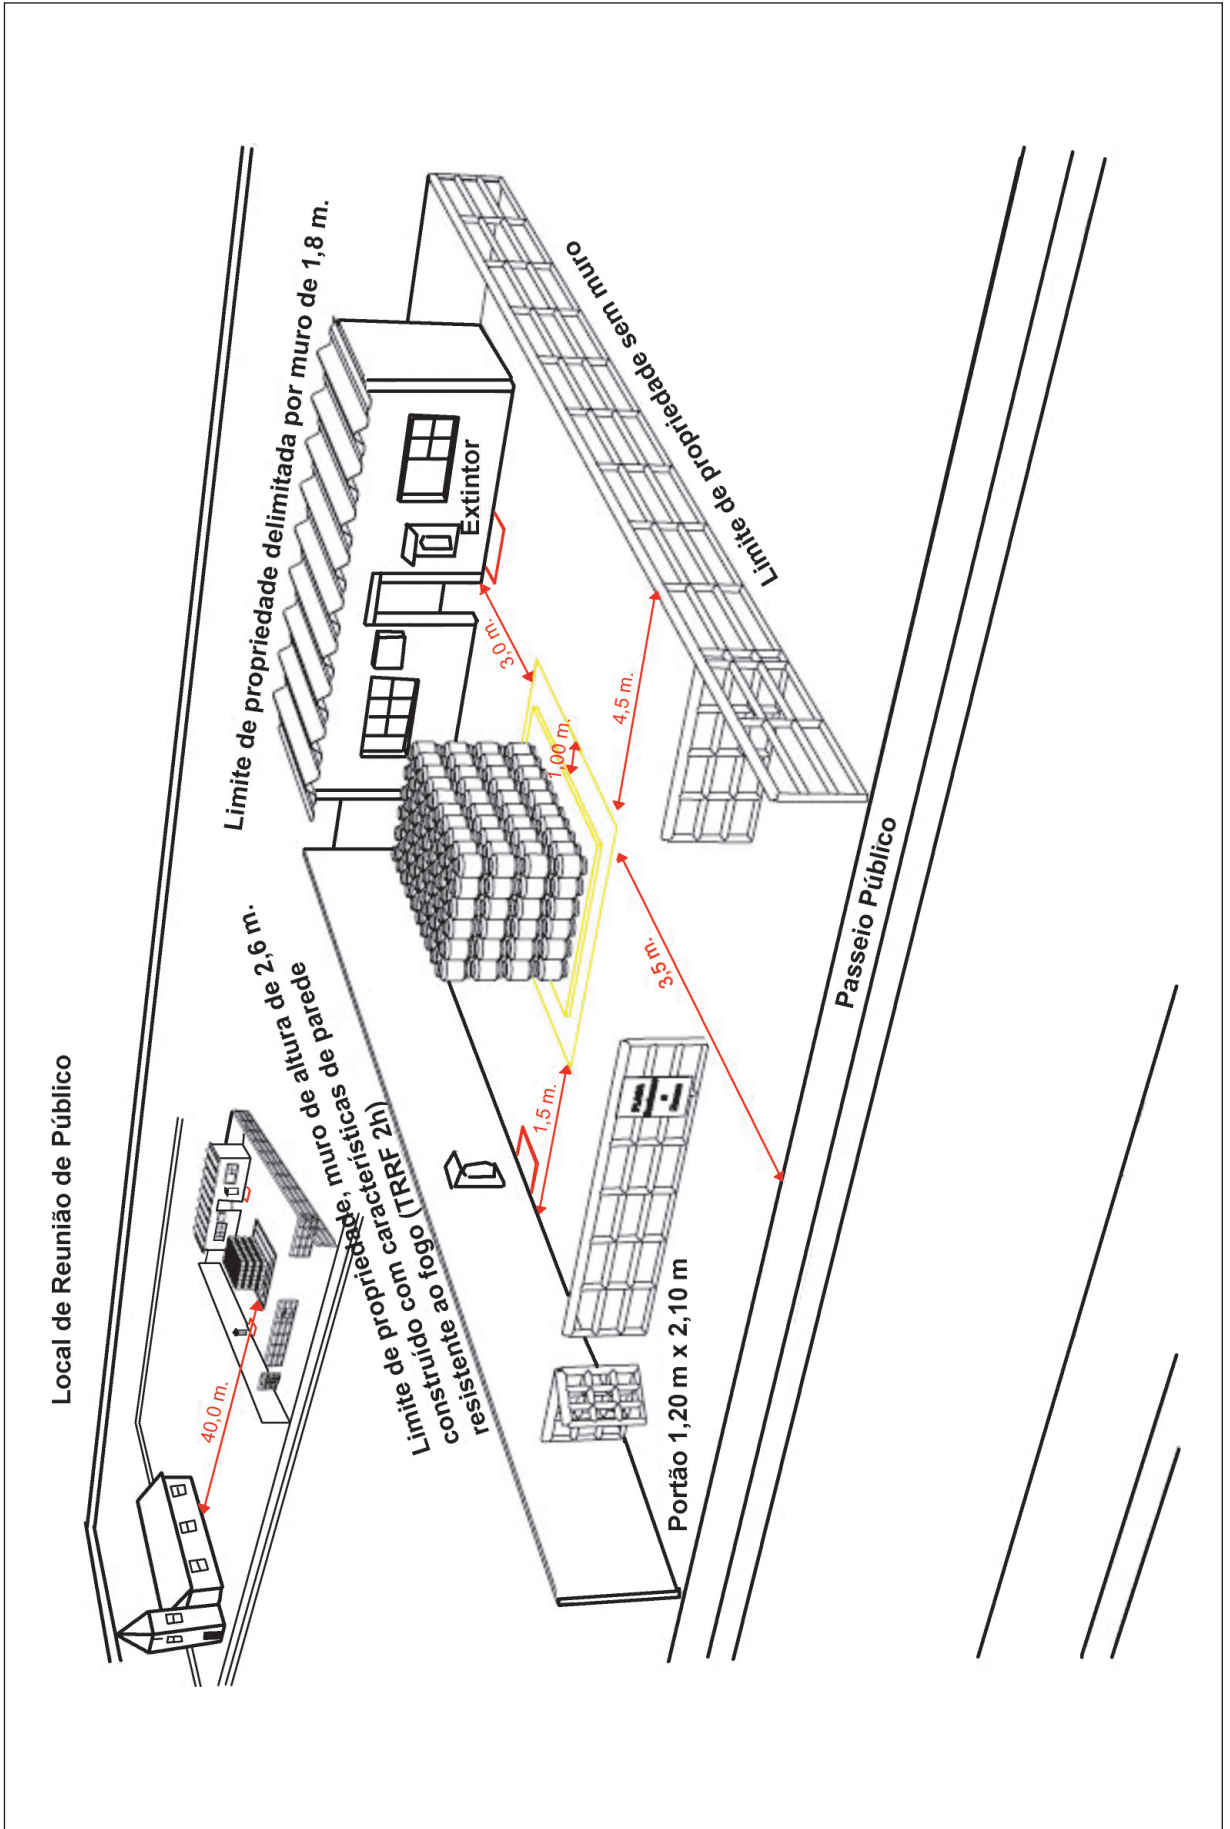 Local de Reunião de Público
40,0 m.
Limite de propriedade delimitada por muro de 1,8 m.
Limite de propriedade, muro de altura de 2,6 m.
construído com características de parede
resistente ao fogo (TRRF 2h)
Extintor
3,0 m.
1,00 m.
4,5 m.
Limite de propriedade sem muro
1,5 m.
3,5 m.
Portão 1,20 m x 2,10 m
Passeio Público